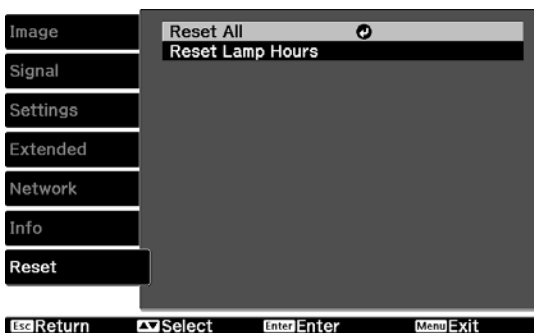 Image
Signal
Settings
Extended
Network
Info
Reset
Reset All
Reset Lamp Hours
Esc Return Select Enter Enter Menu Exit